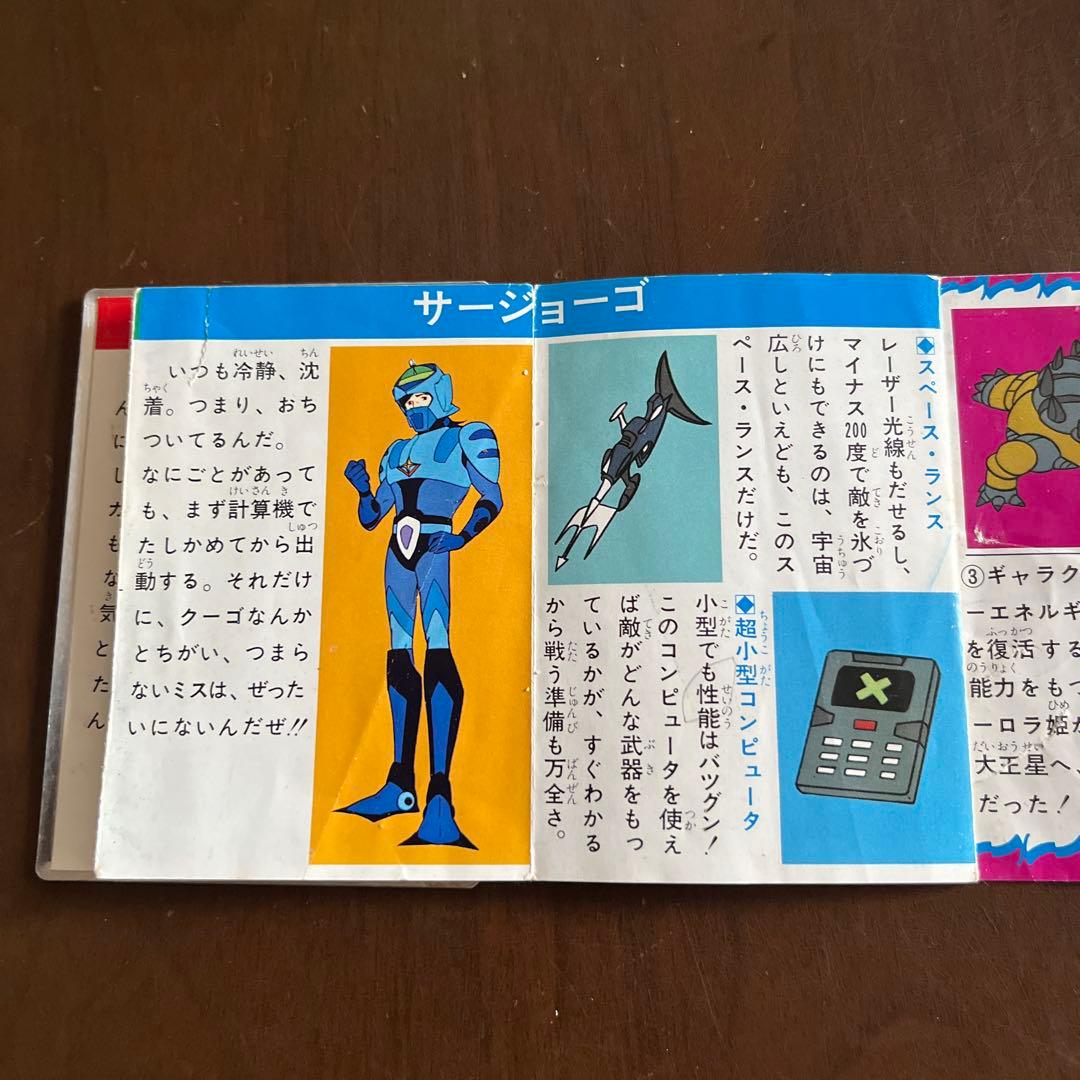 サージョーゴ
いつも冷静、沈
着。つまり、おち
ついてるんだ。
なにごとがあって
も、まず計算機で
たしかめてから出
動する。それだけ
に、クーゴなんか
とちがい、つまら
ないミスは、ぜった
いにないんだぜ!!
◆スペース・ランス
レーザー光線もだせるし、
マイナス200度で敵を氷づ
けにもできるのは、宇宙
広しといえども、このス
ペース・ランスだけだ。
◆超小型コンピュータ
小型でも性能はバツグン!
このコンピュータを使え
ば敵がどんな武器をもっ
ているかが、すぐわかる
から戦う準備も万全さ。
③ギャラク
ーエネルギ
を復活する
能力をもつ
ーロラ姫が
大王星へ、
だった!